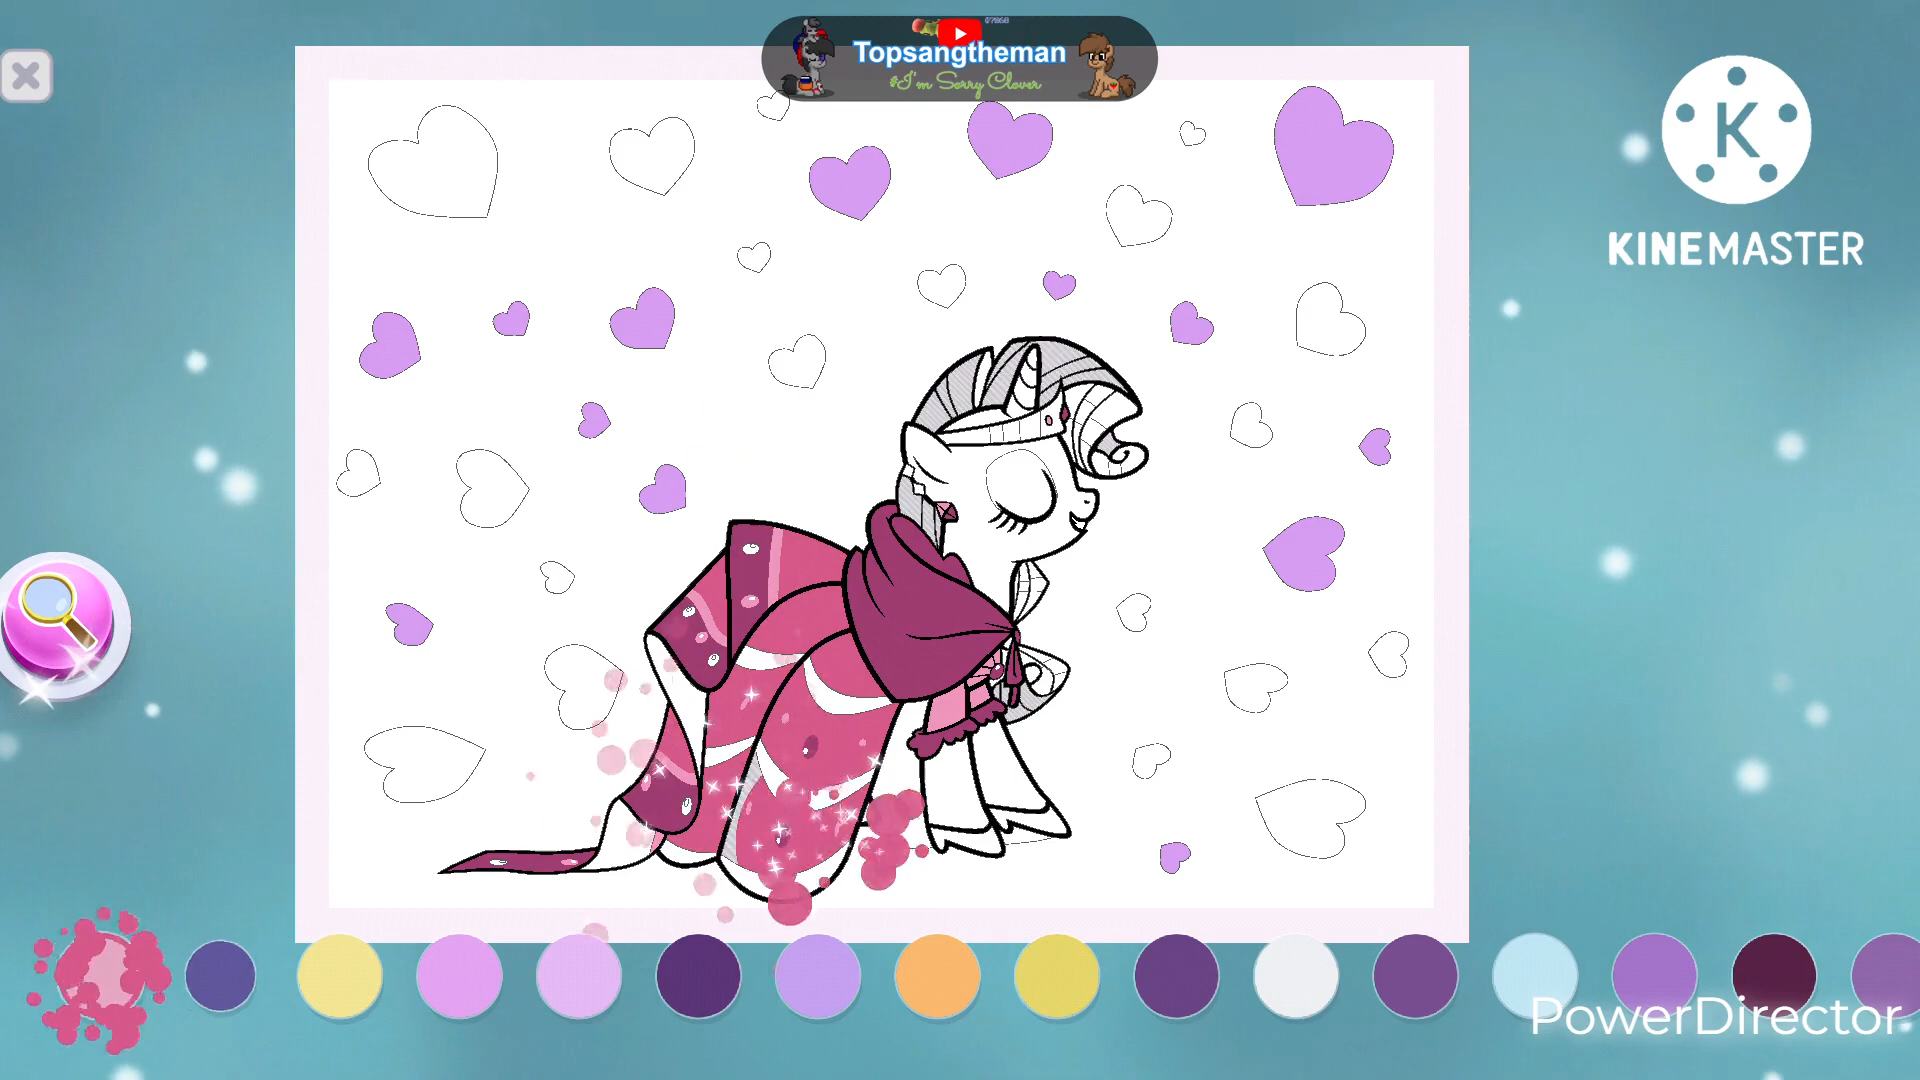 Topsangtheman
#I'm Sorry Clover
K
KINEMASTER
PowerDirector